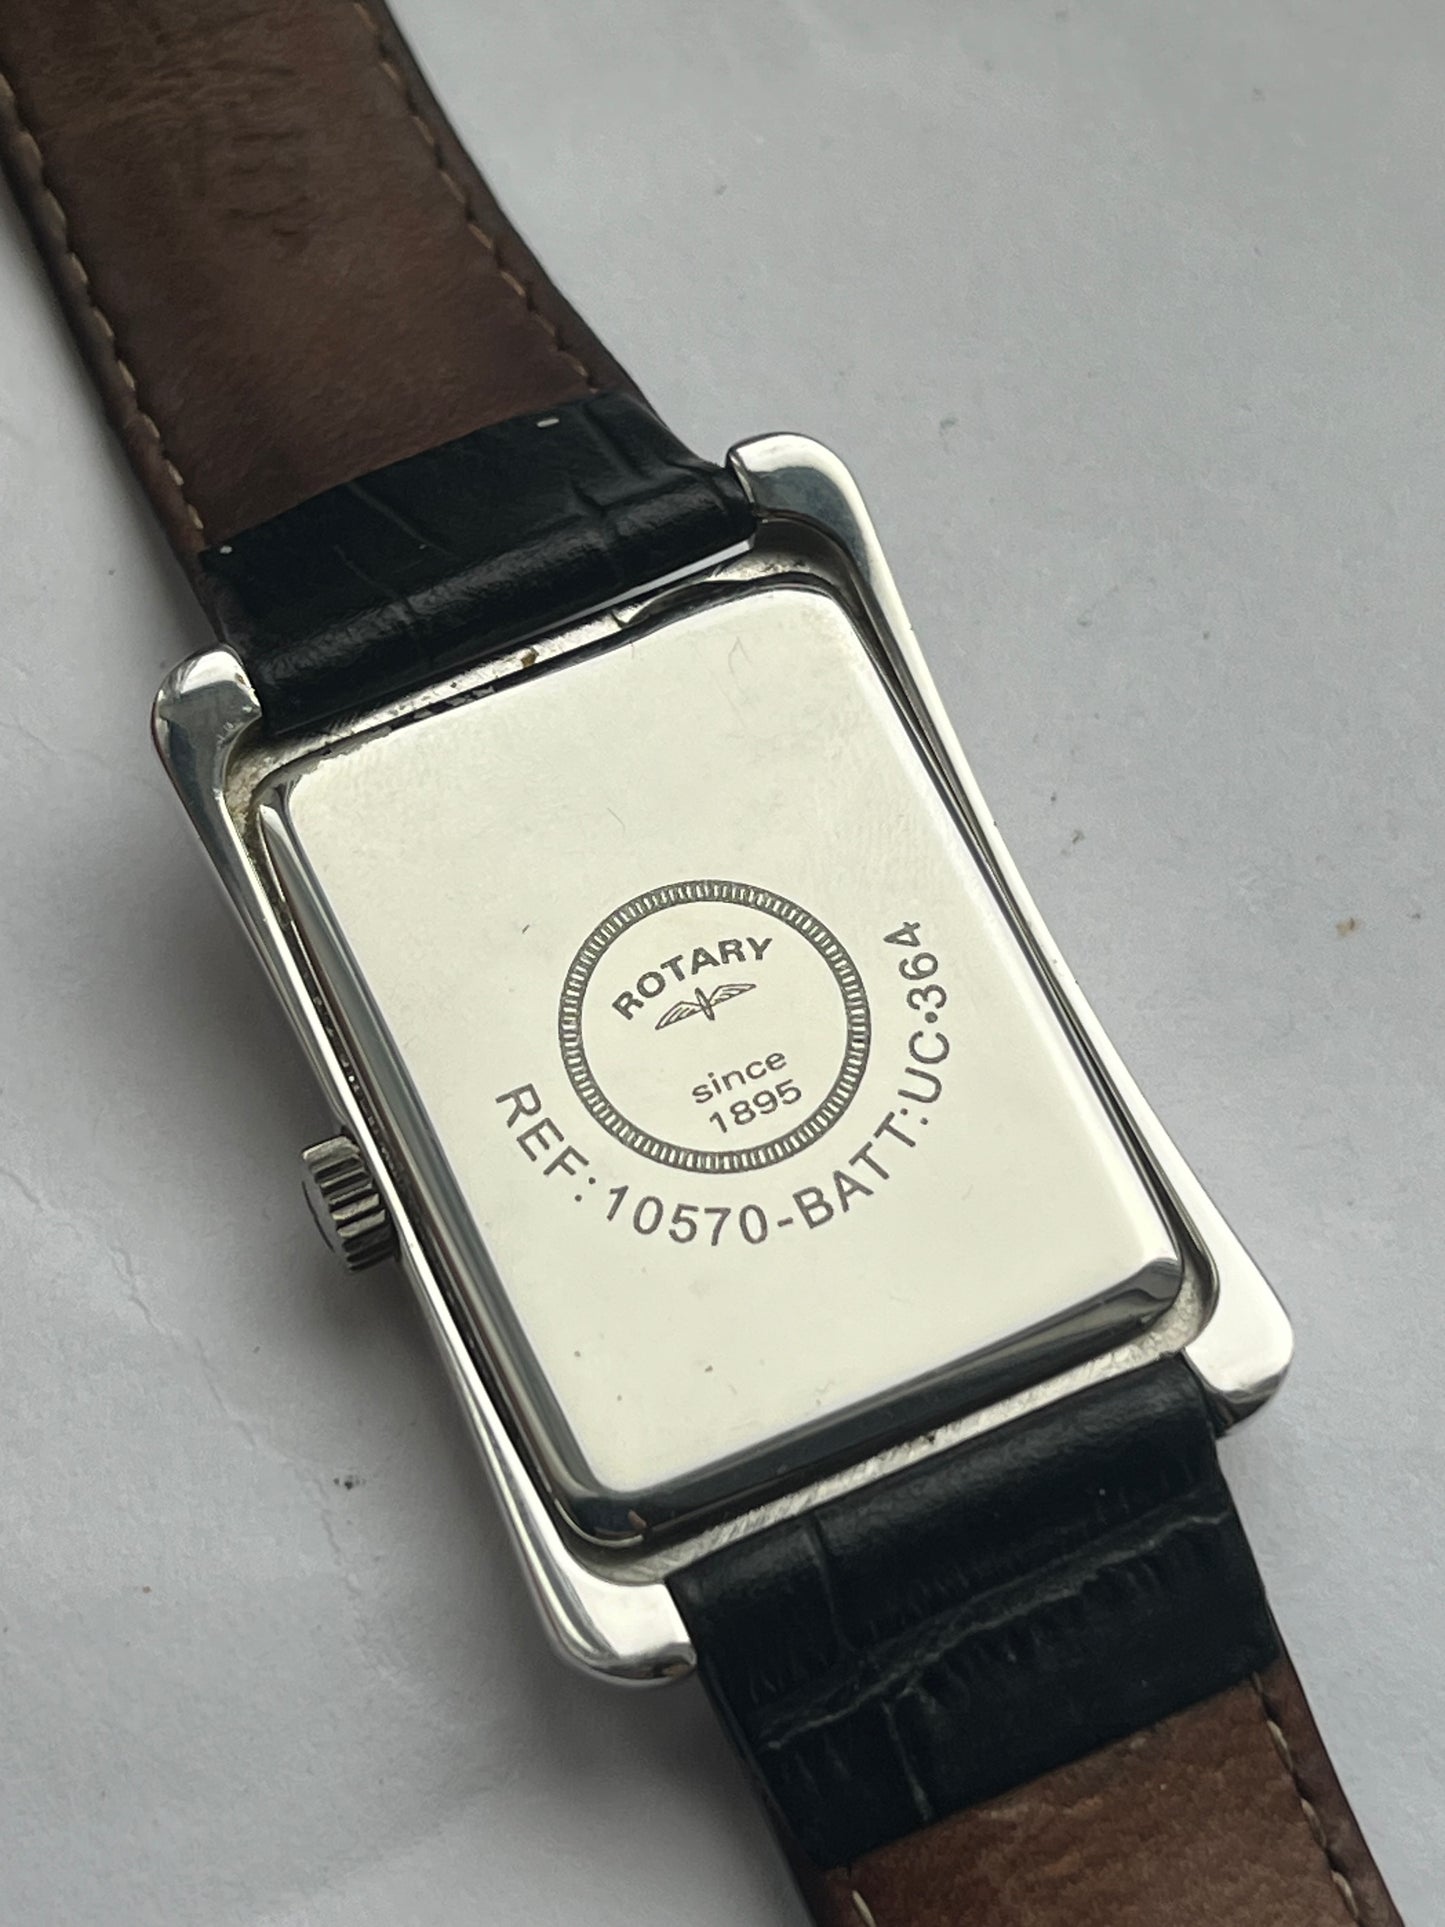 ROTARY
since
1895
REF:10570-BATT:UC•364